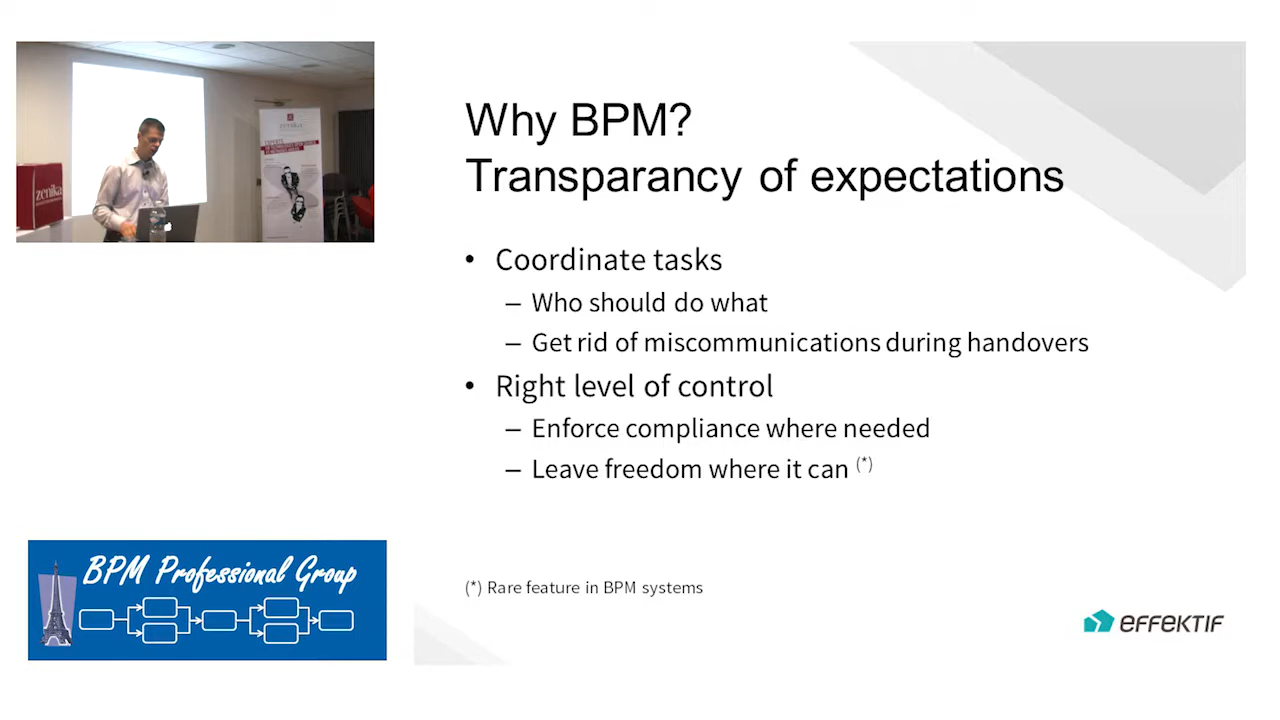 Why BPM?
Transparancy of expectations
• Coordinate tasks
– Who should do what
– Get rid of miscommunications during handovers
• Right level of control
– Enforce compliance where needed
– Leave freedom where it can (*)
(*) Rare feature in BPM systems
effektif
BPM Professional Group
zenika
zenika